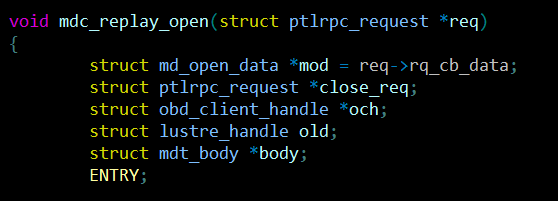 void mdc_replay_open(struct ptlrpc_request *req)
{
        struct md_open_data *mod = req->rq_cb_data;
        struct ptlrpc_request *close_req;
        struct obd_client_handle *och;
        struct lustre_handle old;
        struct mdt_body *body;
        ENTRY;